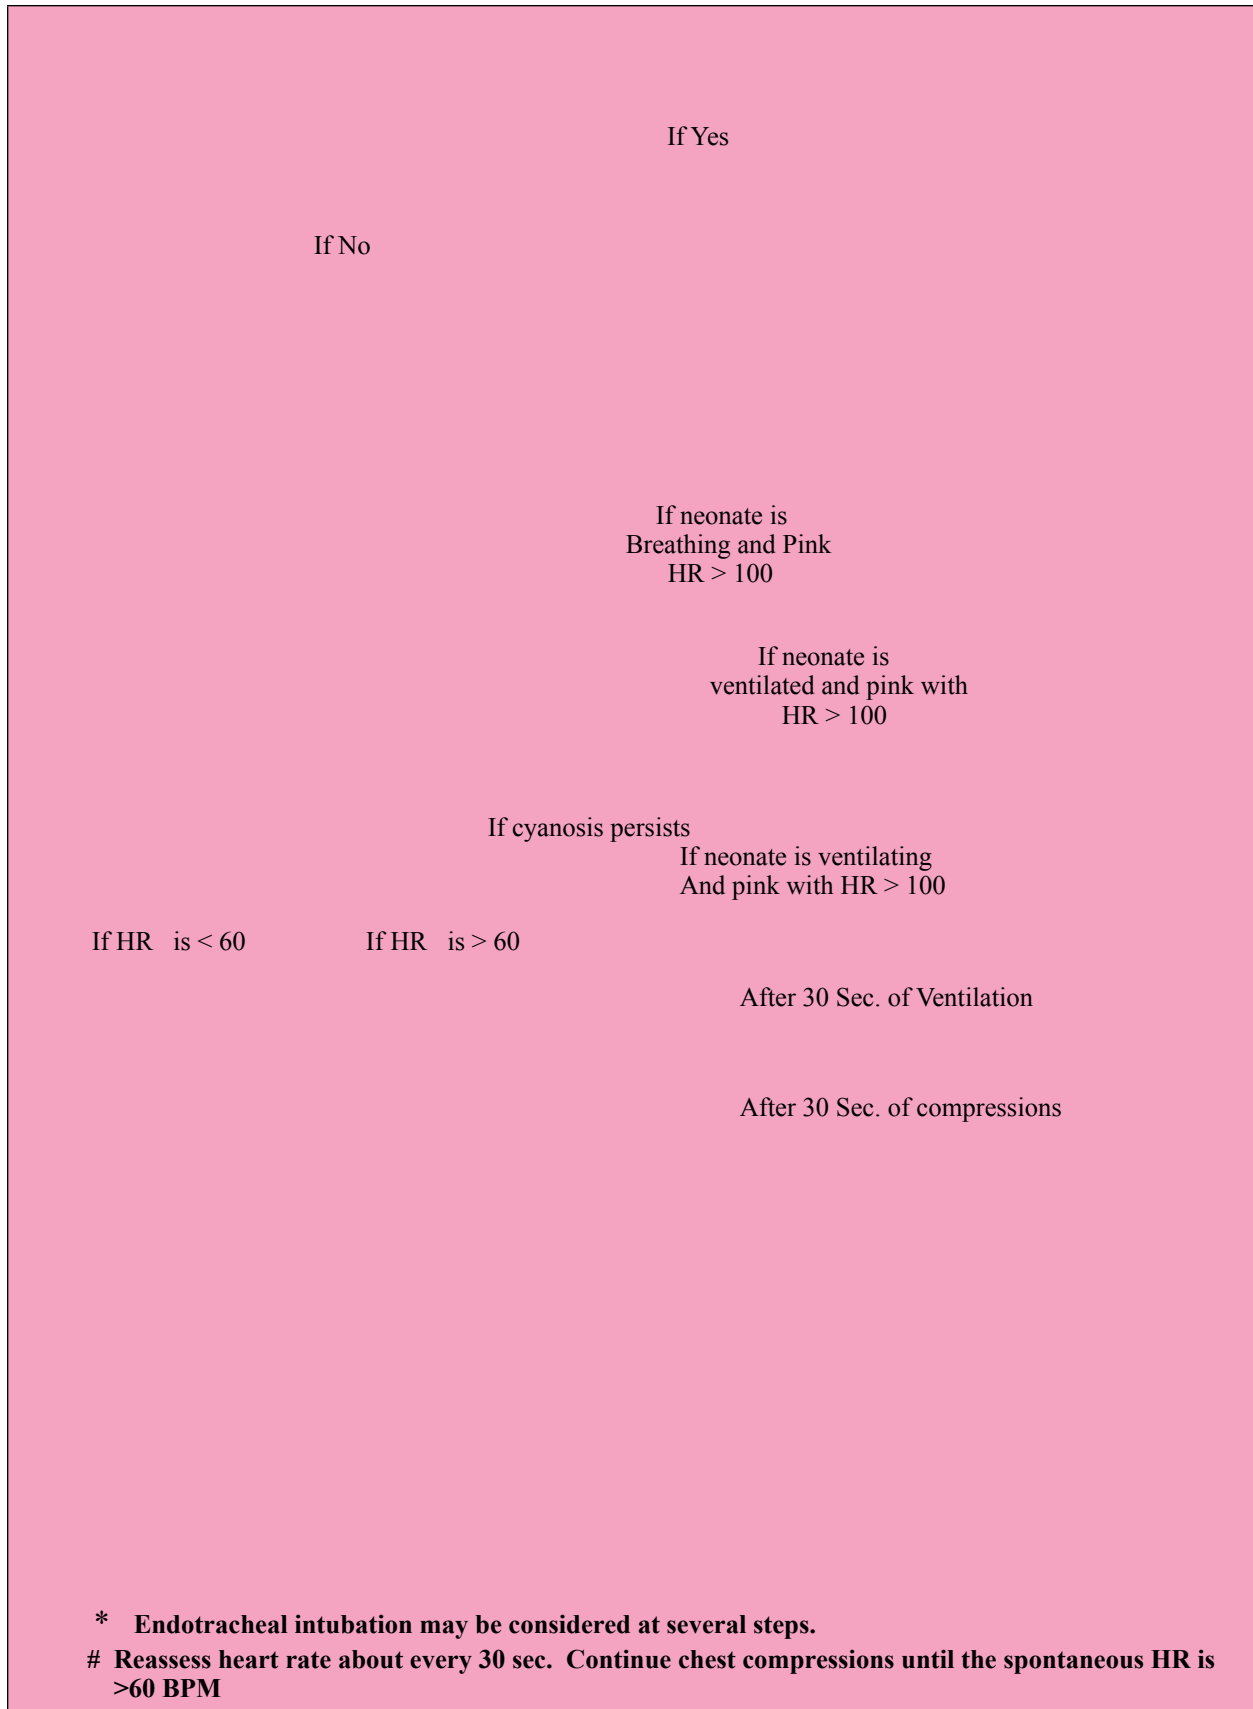 If Yes
If No
If neonate is
Breathing and Pink
HR > 100
If neonate is
ventilated and pink with
HR > 100
If cyanosis persists
If neonate is ventilating
And pink with HR > 100
If HR is < 60
If HR is > 60
After 30 Sec. of Ventilation
After 30 Sec. of compressions
* Endotracheal intubation may be considered at several steps.
# Reassess heart rate about every 30 sec. Continue chest compressions until the spontaneous HR is
>60 BPM